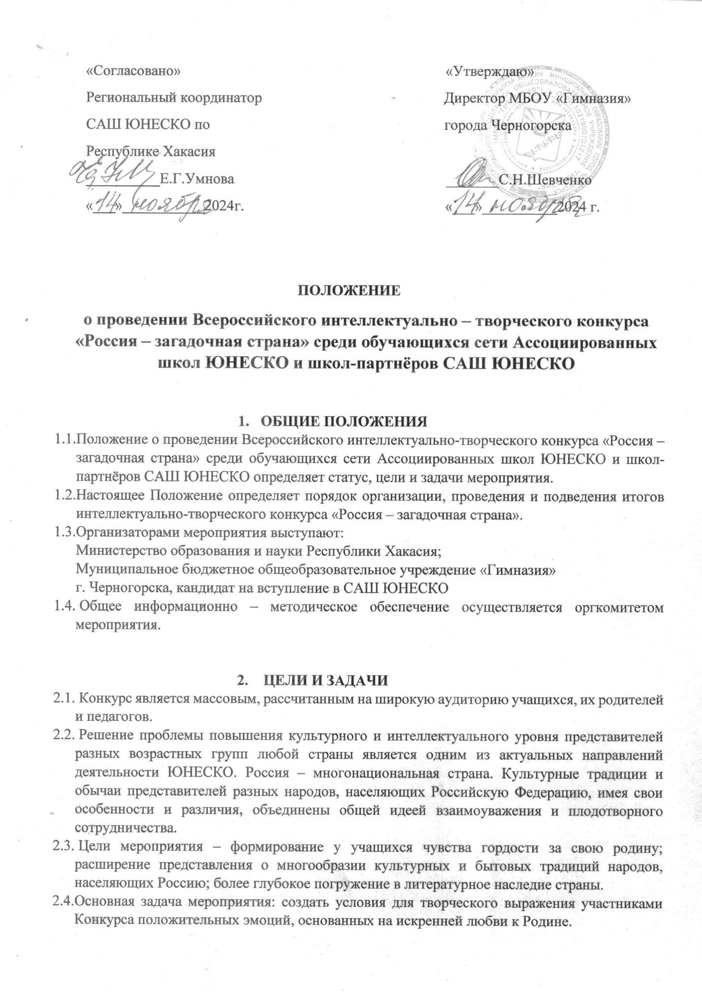 «Согласовано»
Региональный координатор
САШ ЮНЕСКО по
Республике Хакасия
__________Е.Г.Умнова
«14» ноября 2024г.
«Утверждаю»
Директор МБОУ «Гимназия»
города Черногорска
_______С.Н.Шевченко
«14» ноября 2024 г.
ПОЛОЖЕНИЕ
о проведении Всероссийского интеллектуально – творческого конкурса
«Россия – загадочная страна» среди обучающихся сети Ассоциированных
школ ЮНЕСКО и школ-партнёров САШ ЮНЕСКО
1. ОБЩИЕ ПОЛОЖЕНИЯ
1.1.Положение о проведении Всероссийского интеллектуально-творческого конкурса «Россия –
загадочная страна» среди обучающихся сети Ассоциированных школ ЮНЕСКО и школ-
партнёров САШ ЮНЕСКО определяет статус, цели и задачи мероприятия.
1.2.Настоящее Положение определяет порядок организации, проведения и подведения итогов
интеллектуально-творческого конкурса «Россия – загадочная страна».
1.3.Организаторами мероприятия выступают:
Министерство образования и науки Республики Хакасия;
Муниципальное бюджетное общеобразовательное учреждение «Гимназия»
г. Черногорска, кандидат на вступление в САШ ЮНЕСКО
1.4. Общее информационно – методическое обеспечение осуществляется оргкомитетом
мероприятия.
2. ЦЕЛИ И ЗАДАЧИ
2.1. Конкурс является массовым, рассчитанным на широкую аудиторию учащихся, их родителей
и педагогов.
2.2. Решение проблемы повышения культурного и интеллектуального уровня представителей
разных возрастных групп любой страны является одним из актуальных направлений
деятельности ЮНЕСКО. Россия – многонациональная страна. Культурные традиции и
обычаи представителей разных народов, населяющих Российскую Федерацию, имея свои
особенности и различия, объединены общей идеей взаимоуважения и плодотворного
сотрудничества.
2.3. Цели мероприятия – формирование у учащихся чувства гордости за свою родину;
расширение представления о многообразии культурных и бытовых традиций народов,
населяющих Россию; более глубокое погружение в литературное наследие страны.
2.4.Основная задача мероприятия: создать условия для творческого выражения участниками
Конкурса положительных эмоций, основанных на искренней любви к Родине.